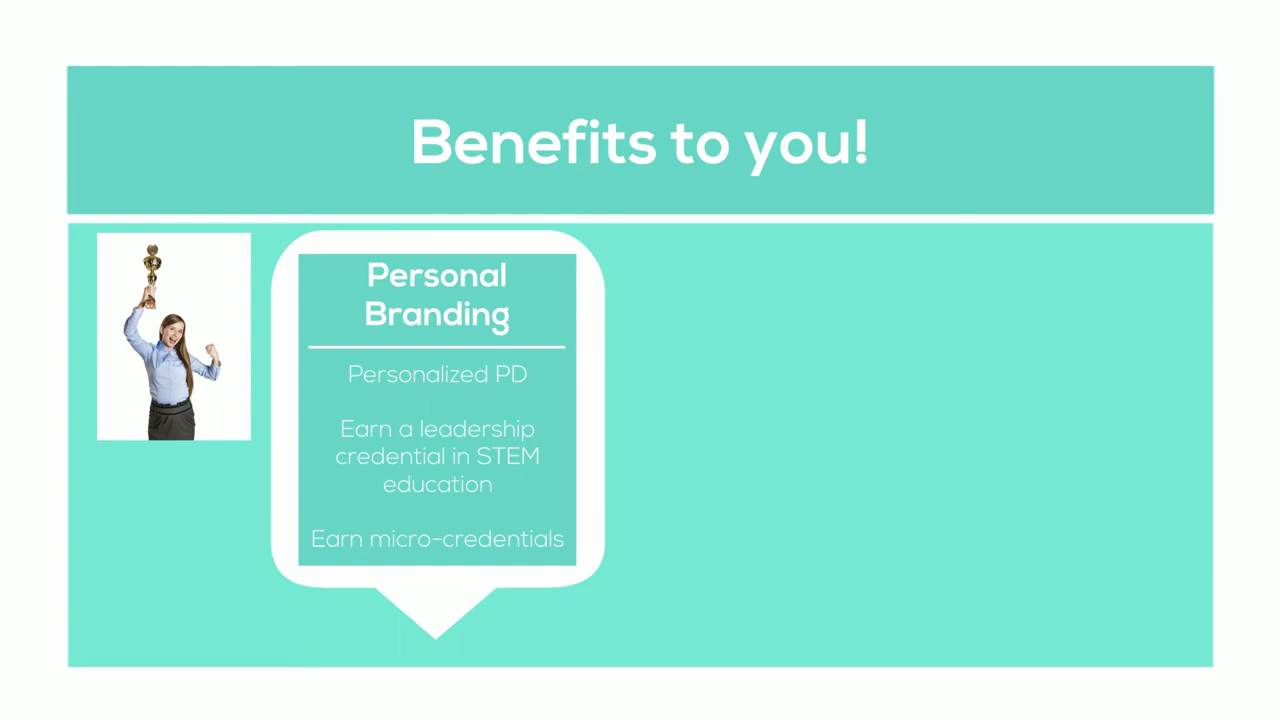 Benefits to you!
Personal
Branding
Personalized PD
Earn a leadership
credential in STEM
education
Earn micro-credentials